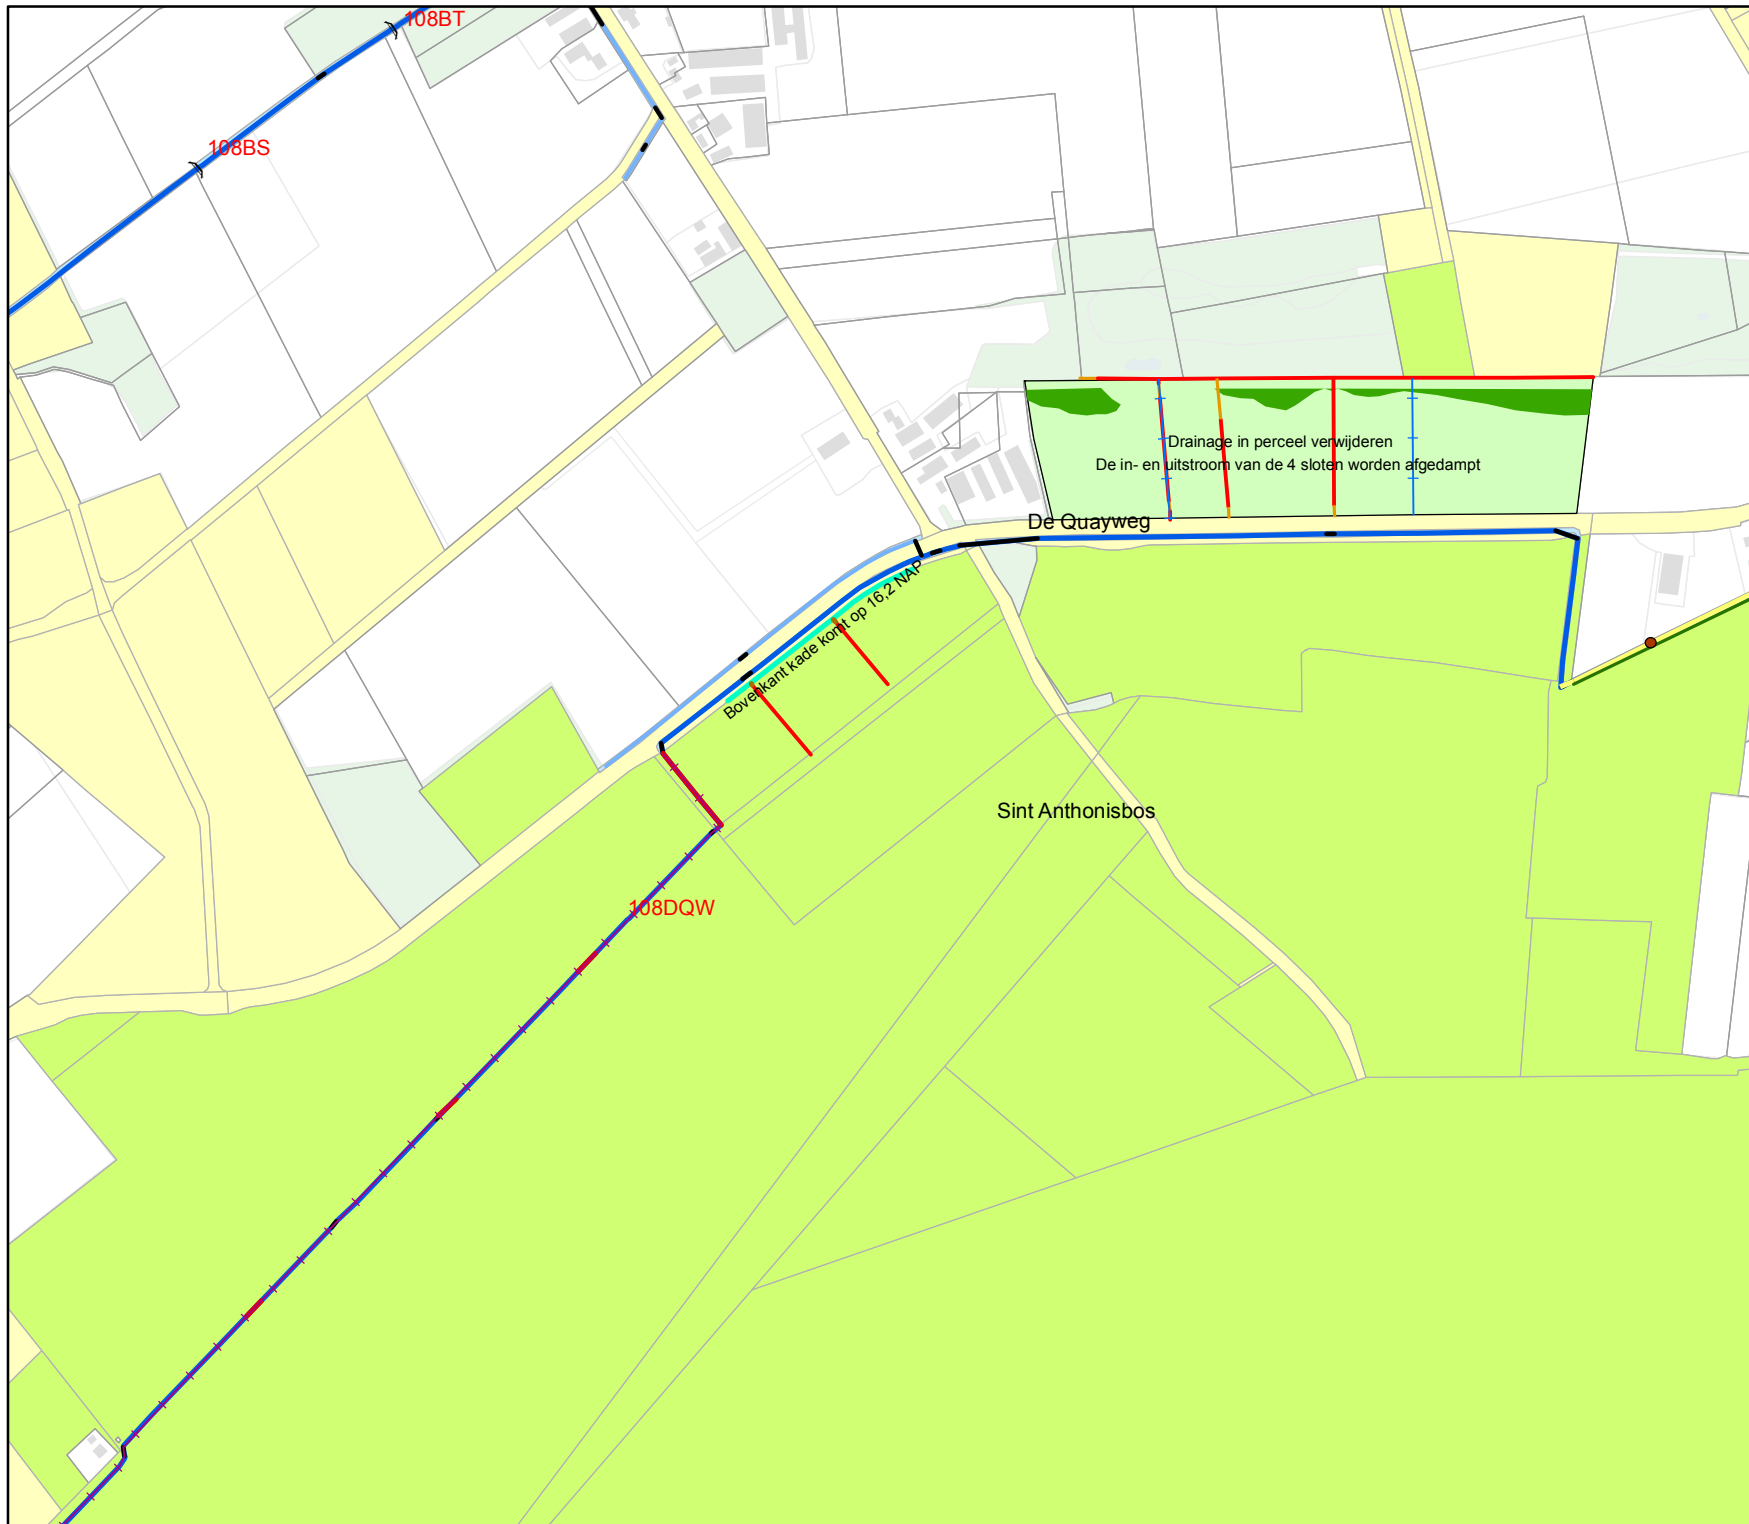 108BT
108BS
Drainage in perceel verwijderen
De in- en uitstroom van de 4 sloten worden afgedampt
De Quayweg
Bovenkant kade komt op 16,2 NAP
Sint Anthonisbos
108DQW